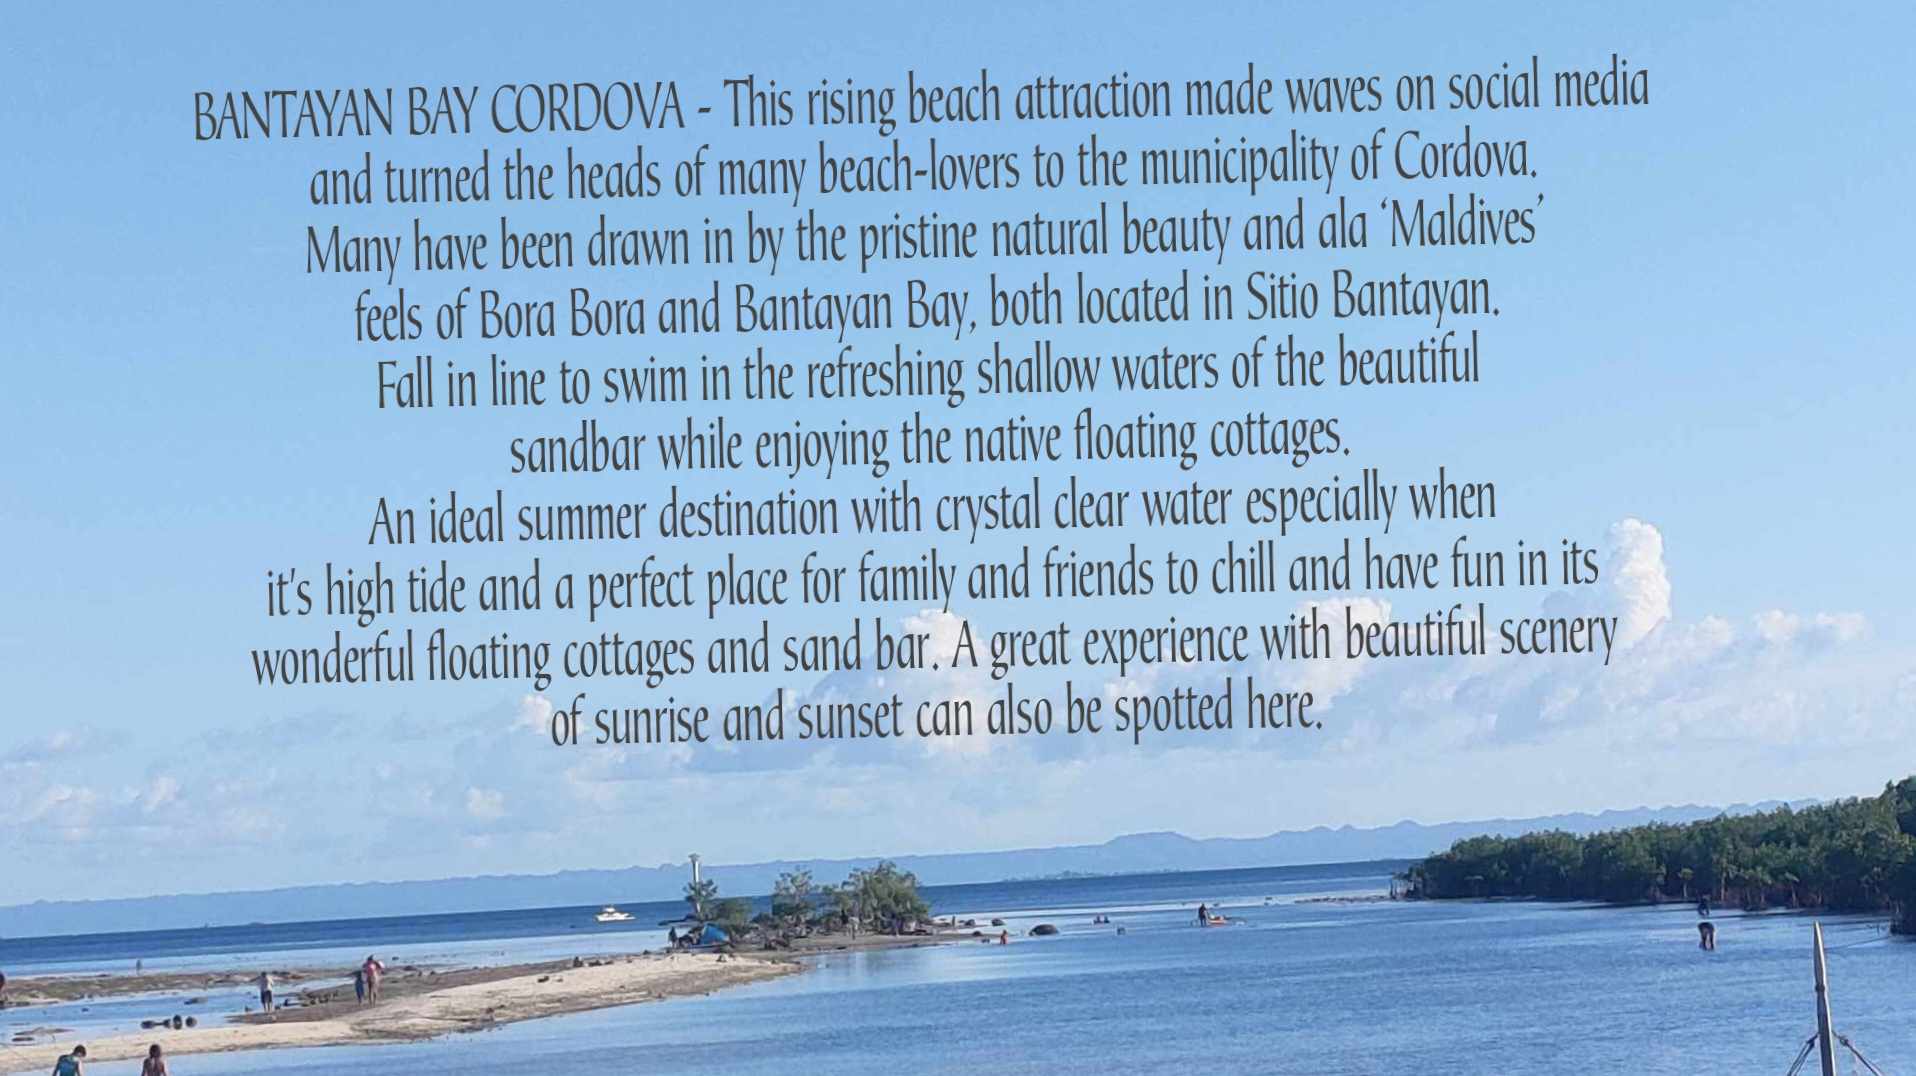 BANTAYAN BAY CORDOVA - This rising beach attraction made waves on social media
and turned the heads of many beach-lovers to the municipality of Cordova.
Many have been drawn in by the pristine natural beauty and ala ‘Maldives’
feels of Bora Bora and Bantayan Bay, both located in Sitio Bantayan.
Fall in line to swim in the refreshing shallow waters of the beautiful
sandbar while enjoying the native floating cottages.
An ideal summer destination with crystal clear water especially when
it's high tide and a perfect place for family and friends to chill and have fun in its
wonderful floating cottages and sand bar. A great experience with beautiful scenery
of sunrise and sunset can also be spotted here.